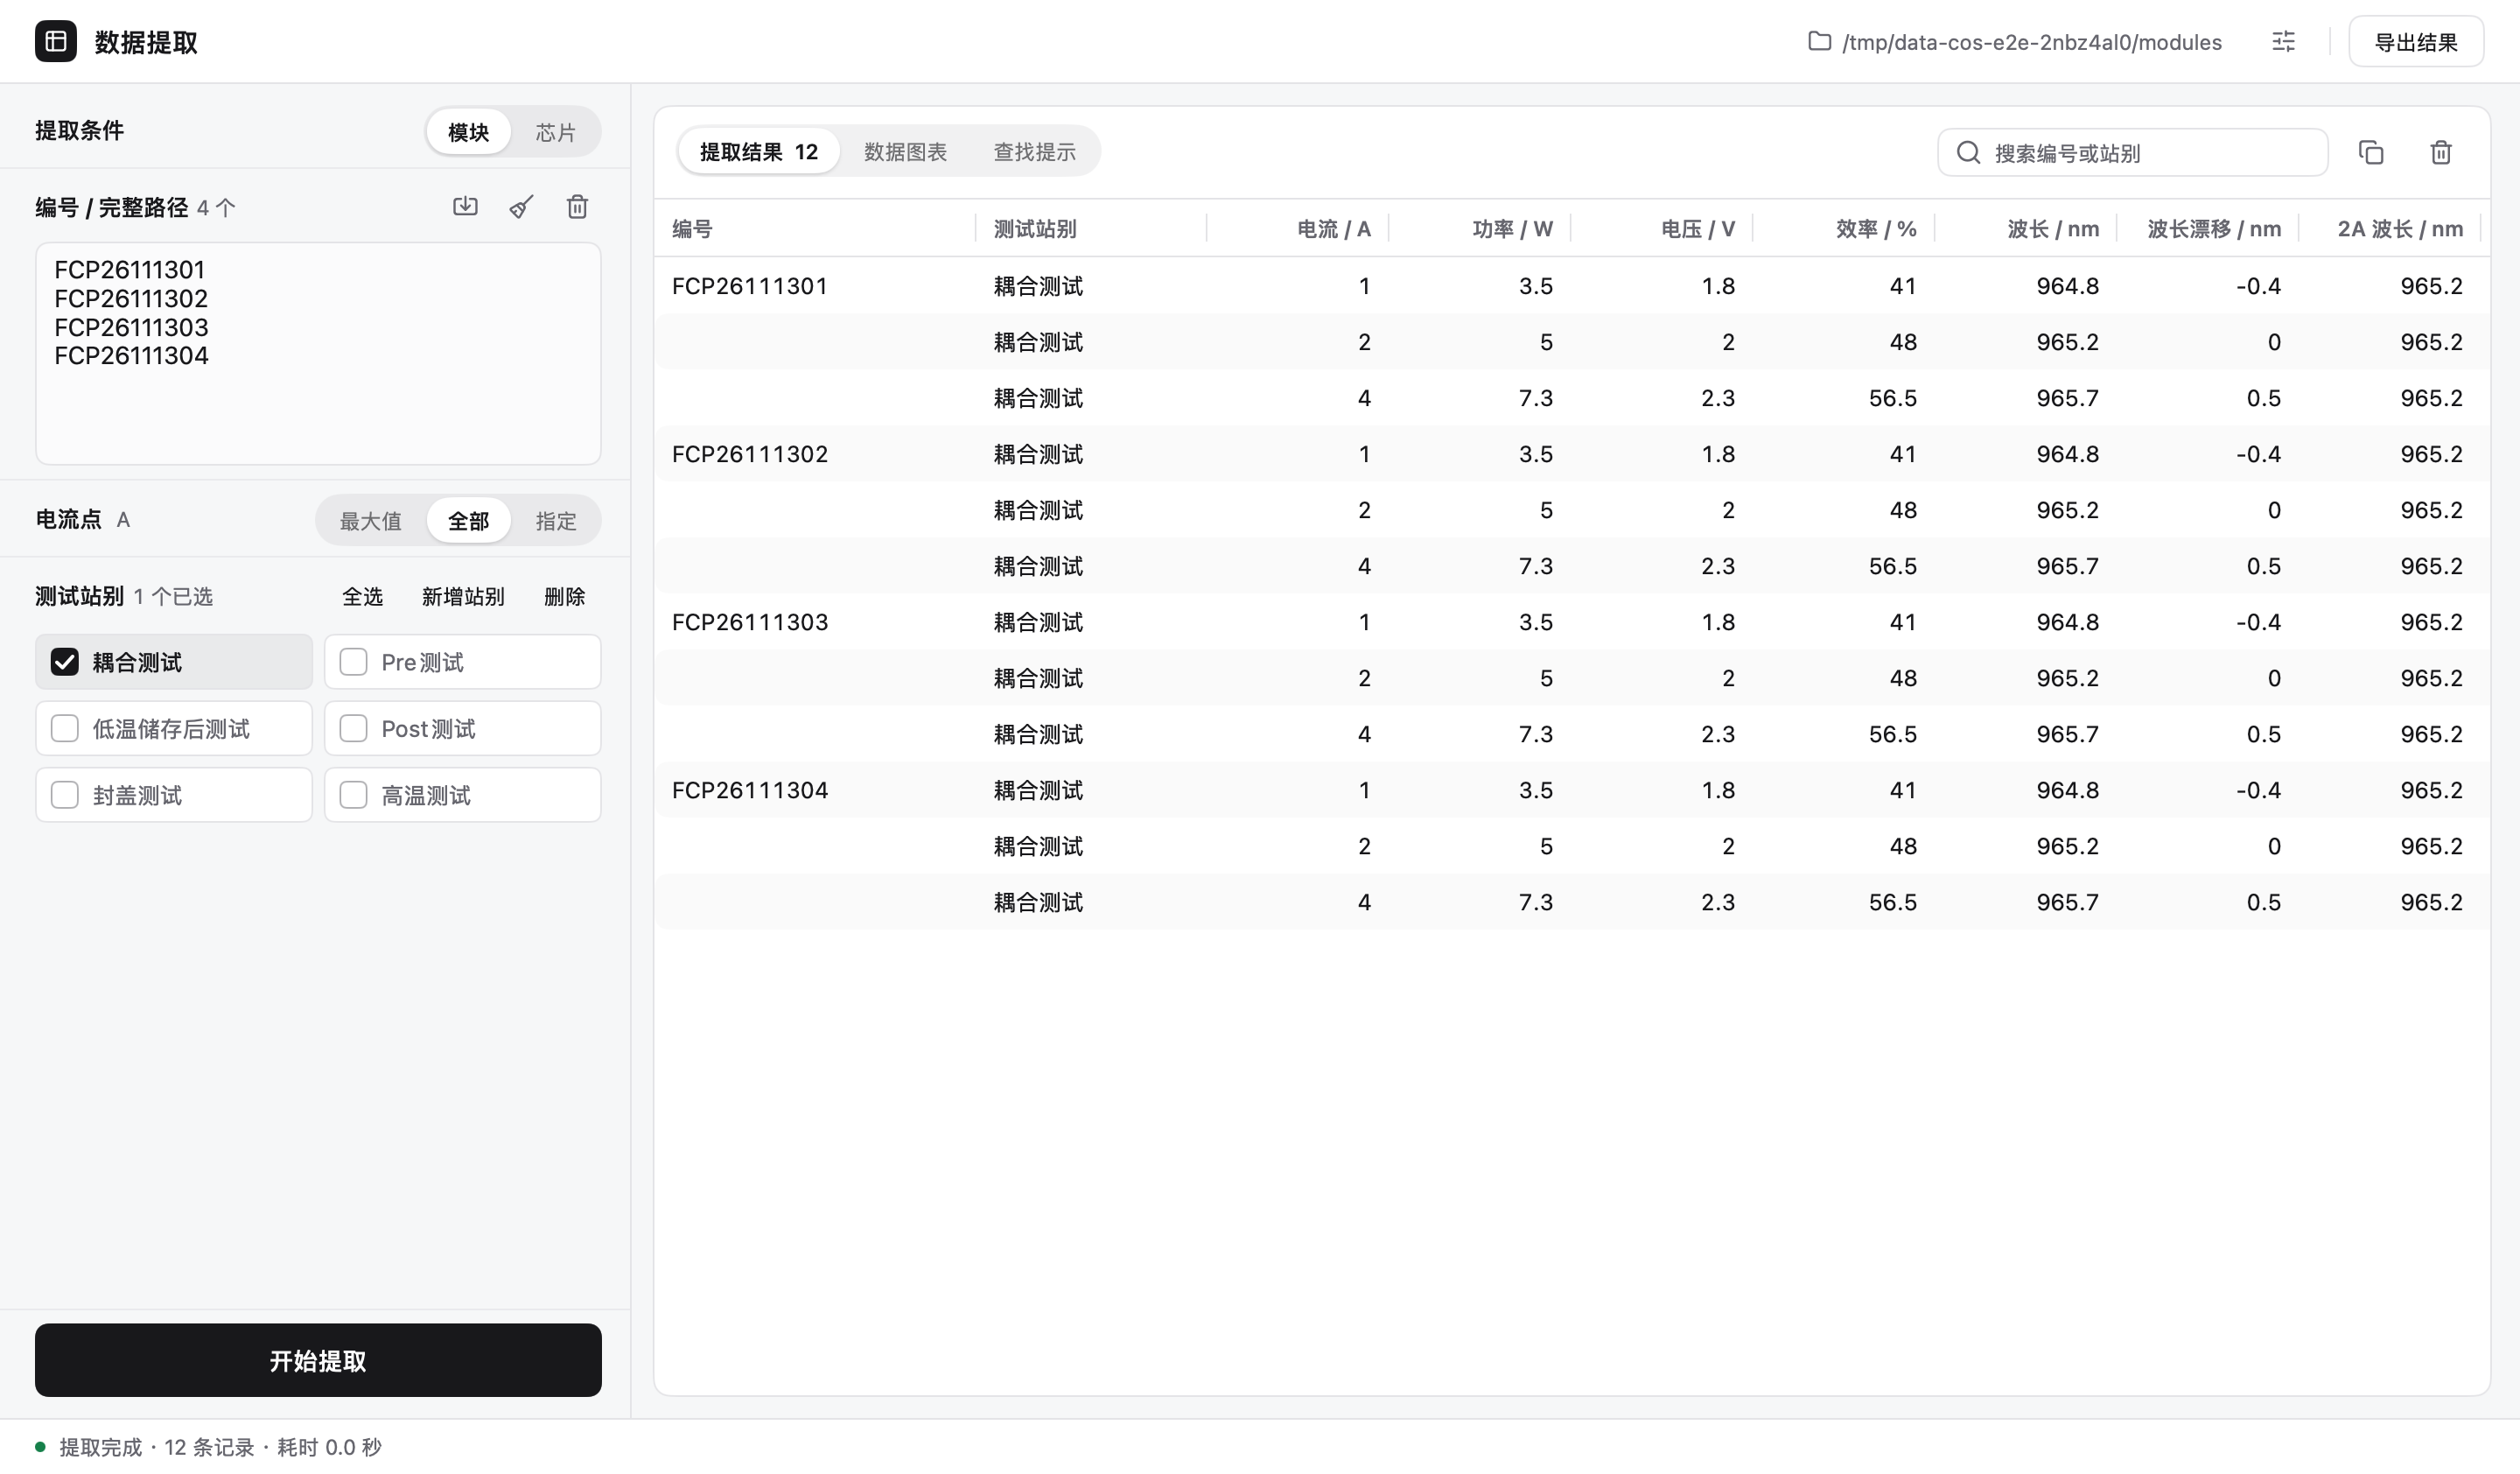 数据提取
/tmp/data-cos-e2e-2nbz4al0/modules
导出结果
提取条件
模块 芯片
编号 / 完整路径 4 个
FCP26111301
FCP26111302
FCP26111303
FCP26111304
电流点 A
最大值 全部 指定
测试站别 1 个已选
全选 新增站别 删除
耦合测试 Pre测试
低温储存后测试 Post测试
封盖测试 高温测试
开始提取
提取结果 12 数据图表 查找提示
搜索编号或站别
编号 测试站别 电流 / A 功率 / W 电压 / V 效率 / % 波长 / nm 波长漂移 / nm 2A 波长 / nm
FCP26111301 耦合测试 1 3.5 1.8 41 964.8 -0.4 965.2
耦合测试 2 5 2 48 965.2 0 965.2
耦合测试 4 7.3 2.3 56.5 965.7 0.5 965.2
FCP26111302 耦合测试 1 3.5 1.8 41 964.8 -0.4 965.2
耦合测试 2 5 2 48 965.2 0 965.2
耦合测试 4 7.3 2.3 56.5 965.7 0.5 965.2
FCP26111303 耦合测试 1 3.5 1.8 41 964.8 -0.4 965.2
耦合测试 2 5 2 48 965.2 0 965.2
耦合测试 4 7.3 2.3 56.5 965.7 0.5 965.2
FCP26111304 耦合测试 1 3.5 1.8 41 964.8 -0.4 965.2
耦合测试 2 5 2 48 965.2 0 965.2
耦合测试 4 7.3 2.3 56.5 965.7 0.5 965.2
提取完成 · 12 条记录 · 耗时 0.0 秒